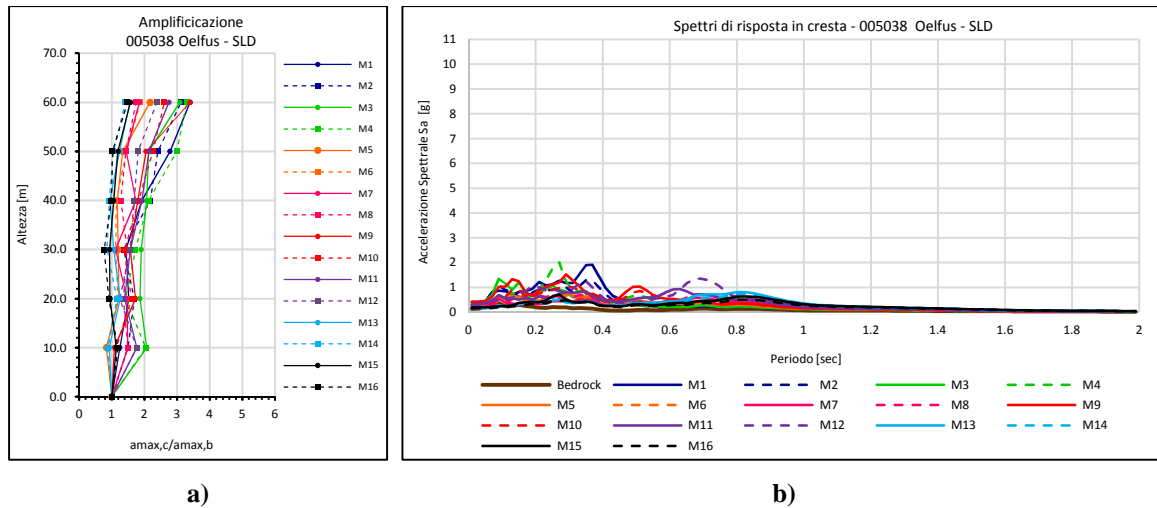 Amplificicazione
005038 Oelfus - SLD
70.0
60.0
50.0
40.0
30.0
20.0
10.0
0.0
0 1 2 3 4 5 6
Altezza [m]
amax,c/amax,b
M1
M2
M3
M4
M5
M6
M7
M8
M9
M10
M11
M12
M13
M14
M15
M16
a)
Spettri di risposta in cresta - 005038 Oelfus - SLD
11
10
9
8
7
6
5
4
3
2
1
0
0 0.2 0.4 0.6 0.8 1 1.2 1.4 1.6 1.8 2
Accelerazione Spettrale Sa [g]
Periodo [sec]
Bedrock M1 M2 M3 M4
M5 M6 M7 M8 M9
M10 M11 M12 M13 M14
M15 M16
b)